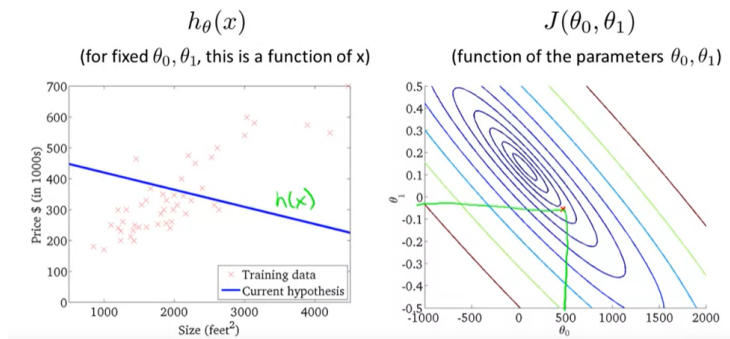 h_θ(x)
(for fixed θ₀, θ₁, this is a function of x)
700
600
500
400
300
200
100
0
Price $ (in 1000s)
h(x)
Training data
Current hypothesis
1000 2000 3000 4000
Size (feet²)
J(θ₀, θ₁)
(function of the parameters θ₀, θ₁)
0.5
0.4
0.3
0.2
0.1
0
-0.1
-0.2
-0.3
-0.4
-0.5
θ₁
-1000 -500 0 500 1000 1500 2000
θ₀